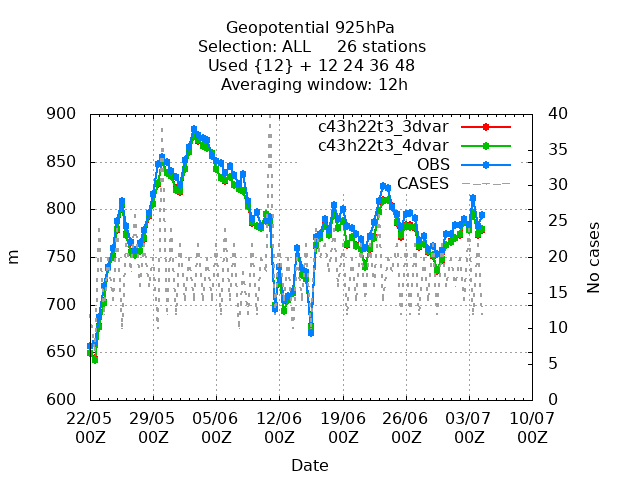 Geopotential 925hPa
Selection: ALL 26 stations
Used {12} + 12 24 36 48
Averaging window: 12h
900
850
800
750
700
650
600
m
40
35
30
25
20
15
10
5
0
No cases
c43h22t3_3dvar
c43h22t3_4dvar
OBS
CASES
22/05 29/05 05/06 12/06 19/06 26/06 03/07 10/07
00Z 00Z 00Z 00Z 00Z 00Z 00Z 00Z
Date